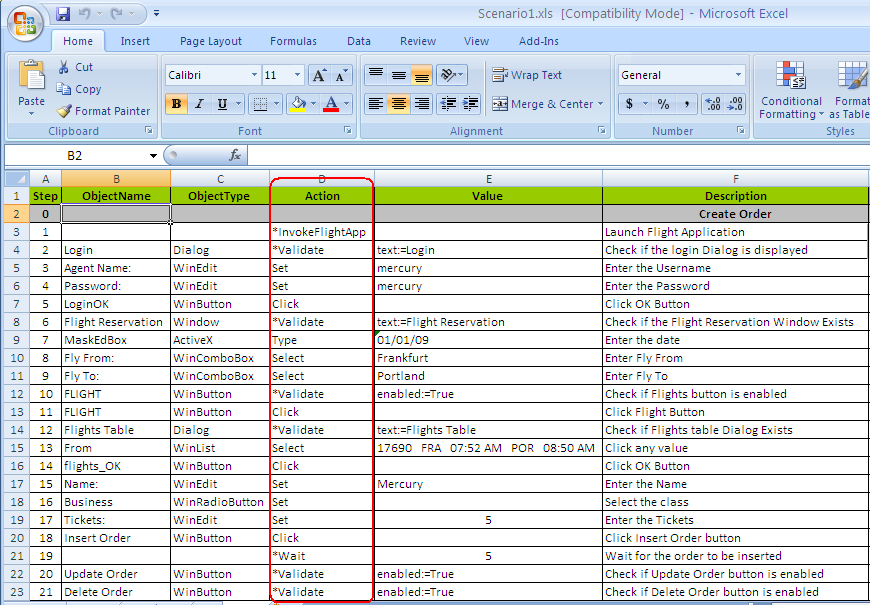 Scenario1.xls [Compatibility Mode] - Microsoft Excel
Home Insert Page Layout Formulas Data Review View Add-Ins
Paste Cut Copy Format Painter
Calibri 11 A A B I U A
Wrap Text Merge & Center
General $ % ,
Conditional Formatting Format as Table
Clipboard Font Alignment Number Styles
B2 fx
A B C D E F
1 Step ObjectName ObjectType Action Value Description
2 0 Create Order
3 1 *InvokeFlightApp Launch Flight Application
4 2 Login Dialog *Validate text:=Login Check if the login Dialog is displayed
5 3 Agent Name: WinEdit Set mercury Enter the Username
6 4 Password: WinEdit Set mercury Enter the Password
7 5 LoginOK WinButton Click Click OK Button
8 6 Flight Reservation Window *Validate text:=Flight Reservation Check if the Flight Reservation Window Exists
9 7 MaskEdBox ActiveX Type 01/01/09 Enter the date
10 8 Fly From: WinComboBox Select Frankfurt Enter Fly From
11 9 Fly To: WinComboBox Select Portland Enter Fly To
12 10 FLIGHT WinButton *Validate enabled:=True Check if Flights button is enabled
13 11 FLIGHT WinButton Click Click Flight Button
14 12 Flights Table Dialog *Validate text:=Flights Table Check if Flights table Dialog Exists
15 13 From WinList Select 17690 FRA 07:52 AM POR 08:50 AM Click any value
16 14 flights_OK WinButton Click Click OK Button
17 15 Name: WinEdit Set Mercury Enter the Name
18 16 Business WinRadioButton Set Select the class
19 17 Tickets: WinEdit Set 5 Enter the Tickets
20 18 Insert Order WinButton Click Click Insert Order button
21 19 *Wait 5 Wait for the order to be inserted
22 20 Update Order WinButton *Validate enabled:=True Check if Update Order button is enabled
23 21 Delete Order WinButton *Validate enabled:=True Check if Delete Order button is enabled